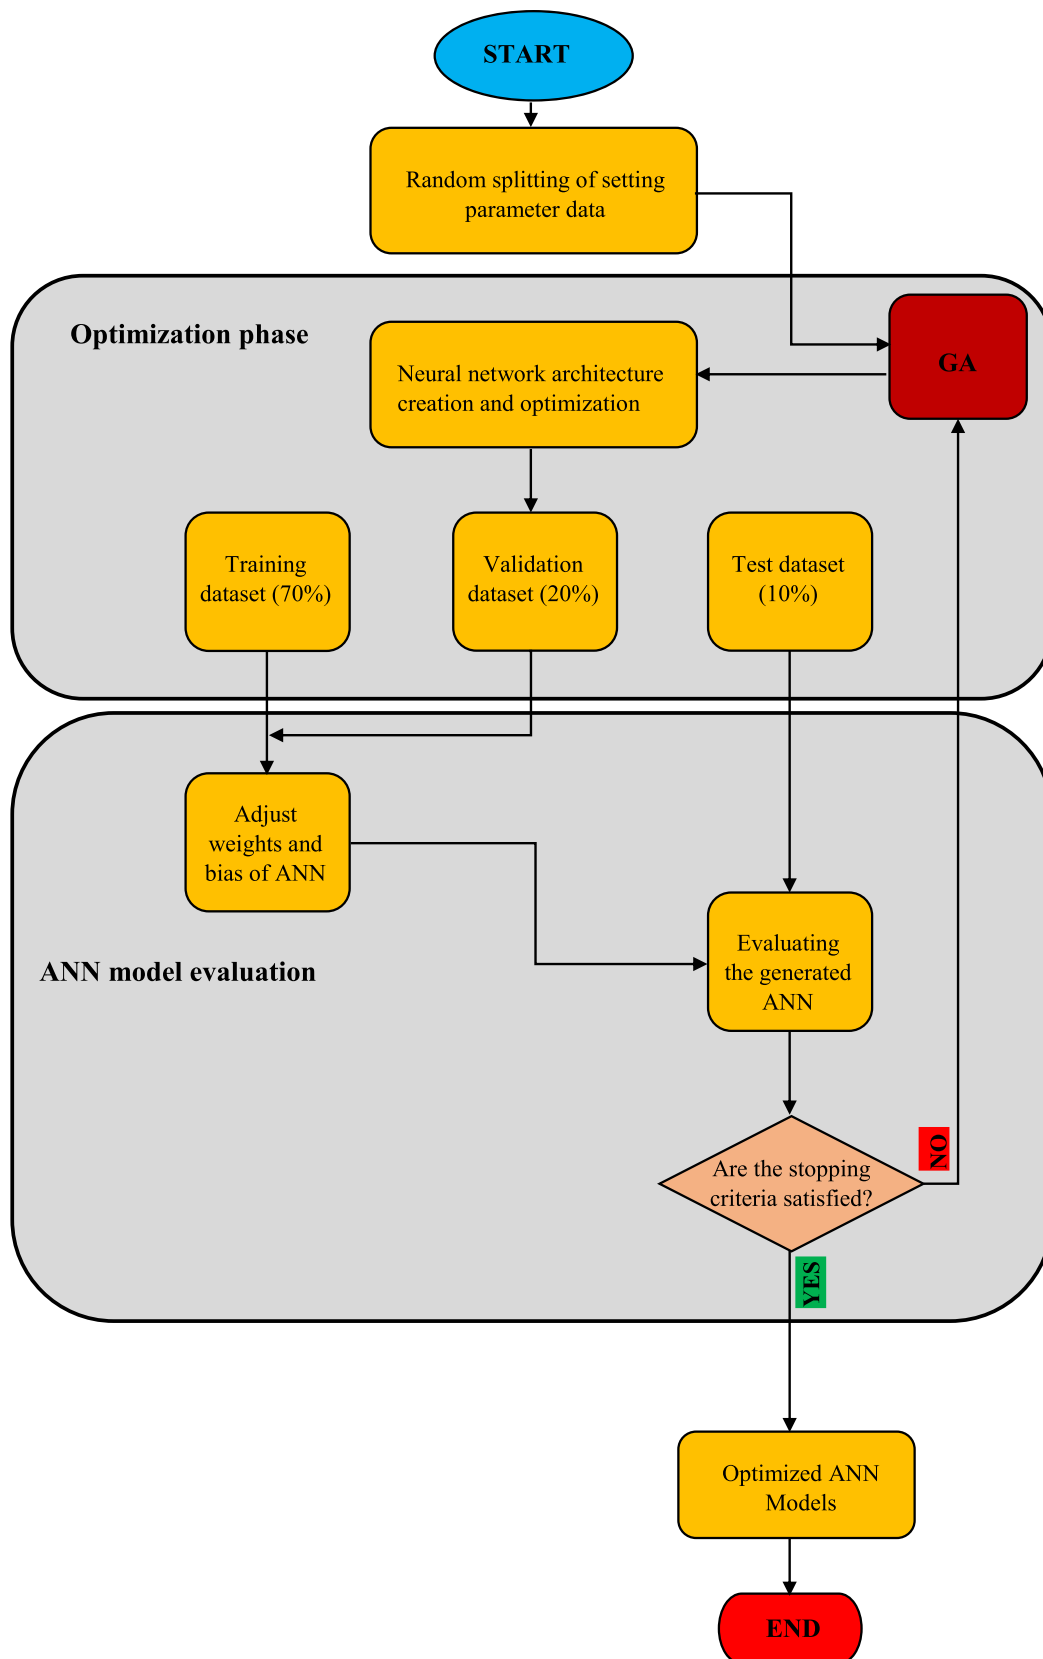 START
Random splitting of setting
parameter data
Optimization phase
GA
Neural network architecture
creation and optimization
Training
dataset (70%)
Validation
dataset (20%)
Test dataset
(10%)
Adjust
weights and
bias of ANN
ANN model evaluation
Evaluating
the generated
ANN
Are the stopping
criteria satisfied?
NO
YES
Optimized ANN
Models
END